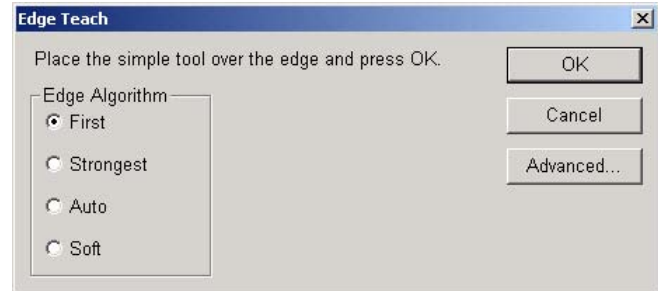 Edge Teach
Place the simple tool over the edge and press OK.
OK
Edge Algorithm
First
Cancel
Strongest
Advanced...
Auto
Soft